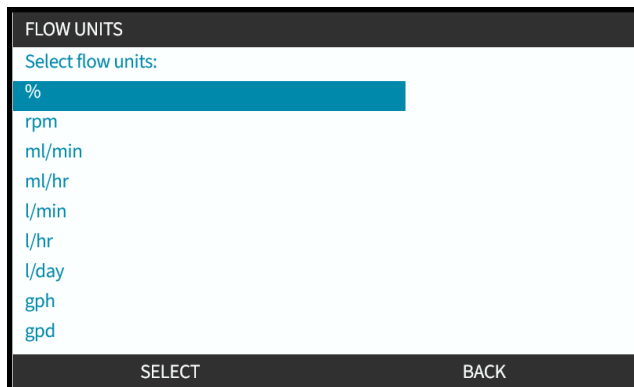 FLOW UNITS
Select flow units:
%
rpm
ml/min
ml/hr
l/min
l/hr
l/day
gph
gpd
SELECT BACK